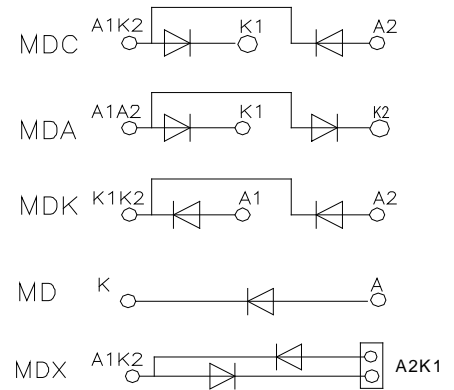 MDC A1K2 K1 A2
MDA A1A2 K1 K2
MDK K1K2 A1 A2
MD K A
MDX A1K2 A2K1